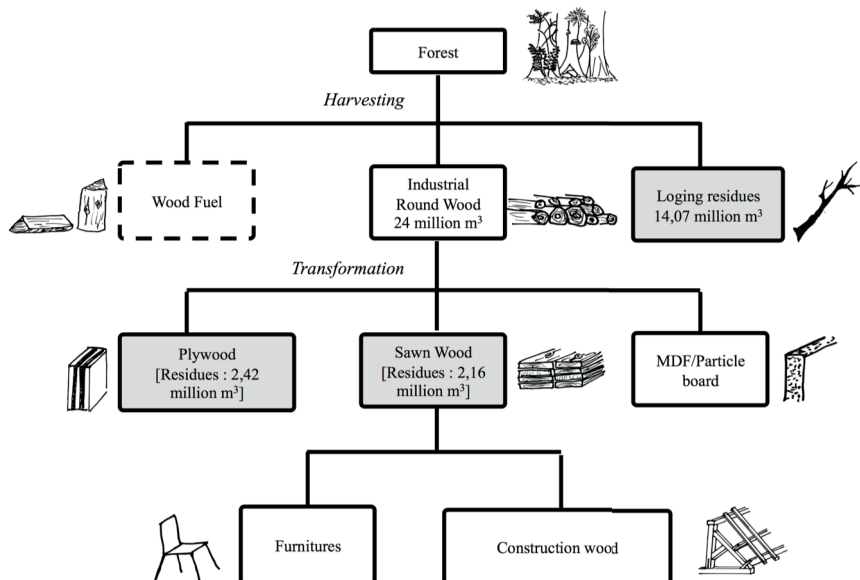 Forest
Harvesting
Wood Fuel
Industrial
Round Wood
24 million m³
Loging residues
14,07 million m³
Transformation
Plywood
[Residues : 2,42
million m³]
Sawn Wood
[Residues : 2,16
million m³]
MDF/Particle
board
Furnitures
Construction wood